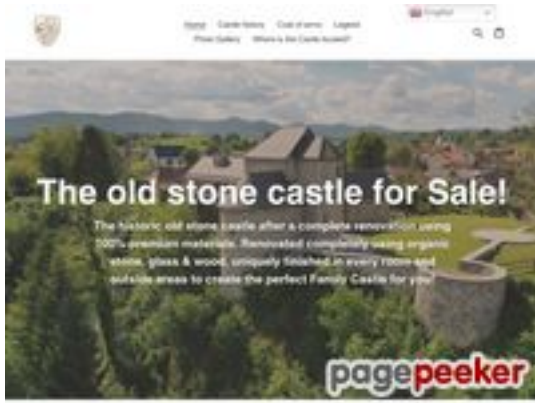 English
Home Castle history Coat of arms Legend
Photo Gallery Where is the Castle located?
The old stone castle for Sale!
The historic old stone castle after a complete renovation using
100% premium materials. Renovated completely using organic
stone, glass & wood, uniquely finished in every room and
outside areas to create the perfect Family Castle for you!
pagepeeker